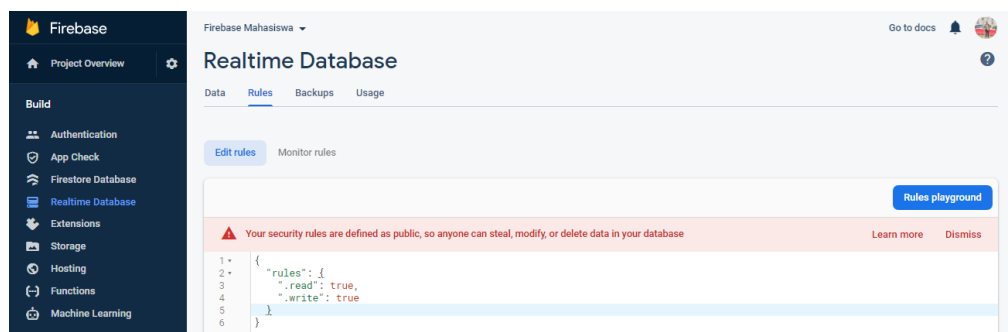 Firebase
Project Overview
Build
Authentication
App Check
Firestore Database
Realtime Database
Extensions
Storage
Hosting
Functions
Machine Learning
Firebase Mahasiswa
Go to docs
Realtime Database
?
Data Rules Backups Usage
Edit rules Monitor rules
Rules playground
Your security rules are defined as public, so anyone can steal, modify, or delete data in your database Learn more Dismiss
1 {
2 "rules": {
3 ".read": true,
4 ".write": true
5 }
6 }